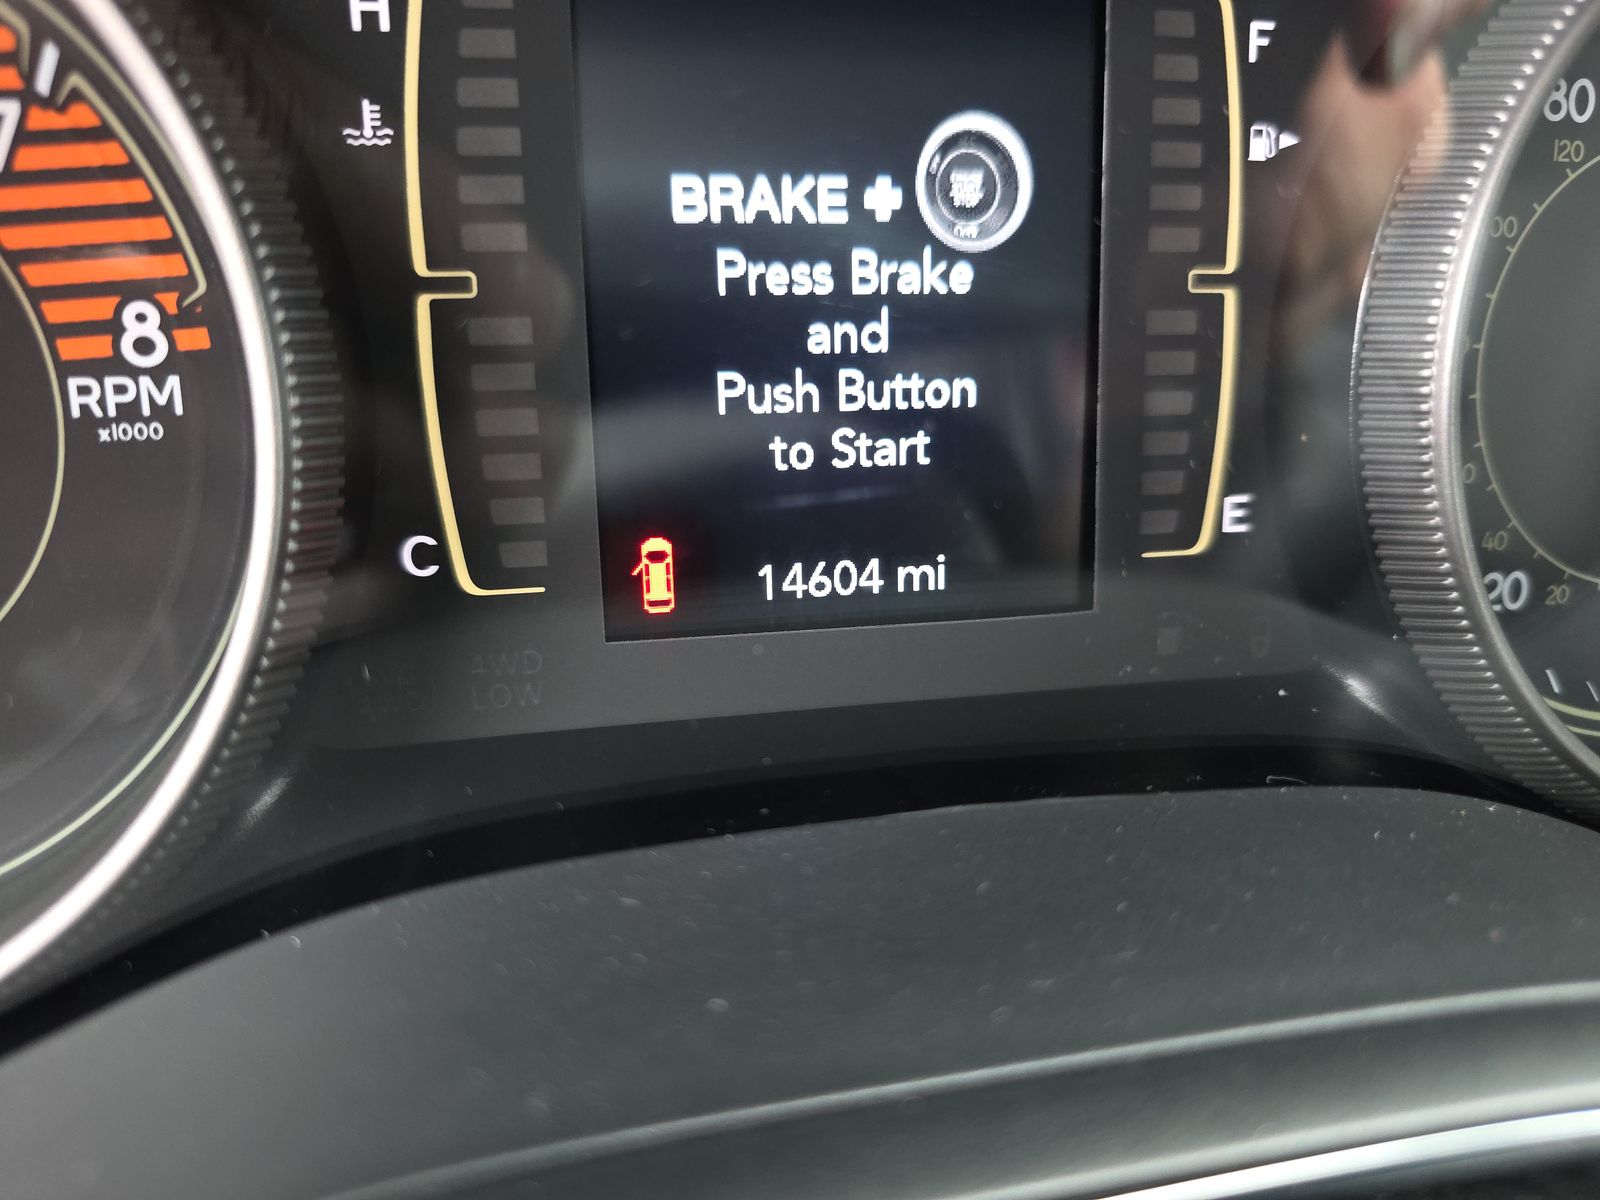 H
F
80
120
BRAKE +
Press Brake
and
Push Button
to Start
8
RPM
x1000
C
E
14604 mi
40
20
20
4WD
LOW